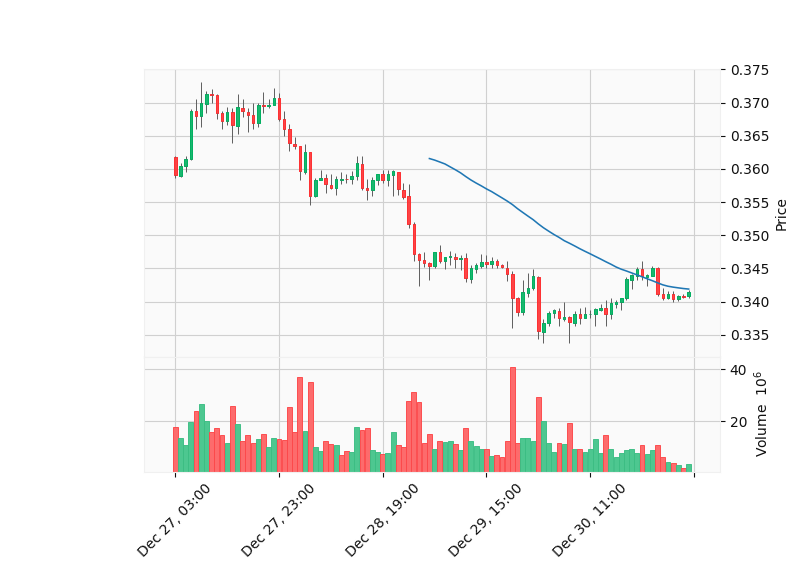 0.375
0.370
0.365
0.360
0.355
0.350
0.345
0.340
0.335
Price
40
20
Volume 10^6
Dec 27, 03:00
Dec 27, 23:00
Dec 28, 19:00
Dec 29, 15:00
Dec 30, 11:00